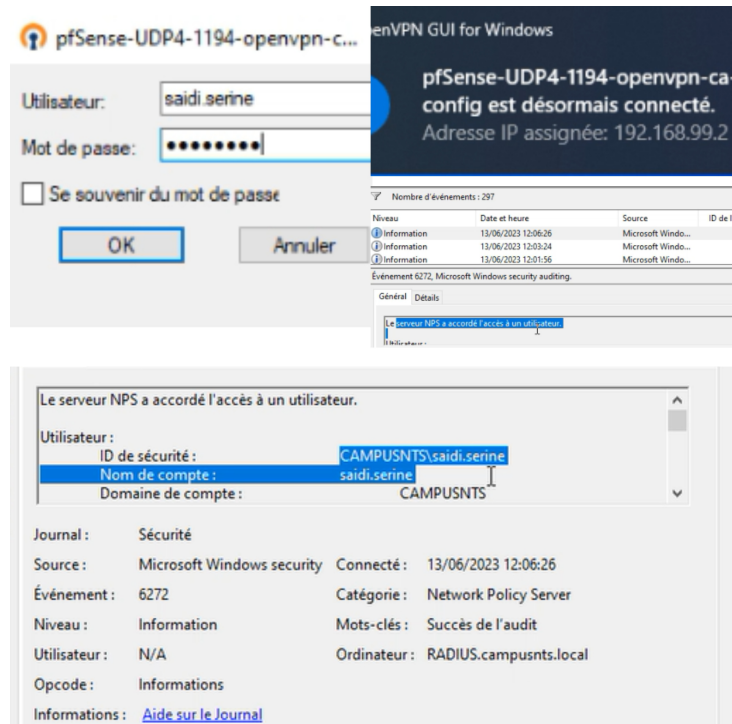 pfSense-UDP4-1194-openvpn-c...
Utilisateur: saidi.serine
Mot de passe: ••••••••
Se souvenir du mot de passe
OK Annuler
enVPN GUI for Windows
pfSense-UDP4-1194-openvpn-ca-
config est désormais connecté.
Adresse IP assignée: 192.168.99.2
Nombre d'événements : 297
Niveau Date et heure Source ID de l
Information 13/06/2023 12:06:26 Microsoft Windo...
Information 13/06/2023 12:03:24 Microsoft Windo...
Information 13/06/2023 12:01:56 Microsoft Windo...
Événement 6272, Microsoft Windows security auditing.
Général Détails
Le serveur NPS a accordé l'accès à un utilisateur.
Utilisateur :
Le serveur NPS a accordé l'accès à un utilisateur.
Utilisateur :
ID de sécurité : CAMPUSNTS\saidi.serine
Nom de compte : saidi.serine
Domaine de compte : CAMPUSNTS
Journal : Sécurité
Source : Microsoft Windows security Connecté : 13/06/2023 12:06:26
Événement : 6272 Catégorie : Network Policy Server
Niveau : Information Mots-clés : Succès de l'audit
Utilisateur : N/A Ordinateur : RADIUS.campusnts.local
Opcode : Informations
Informations : Aide sur le Journal